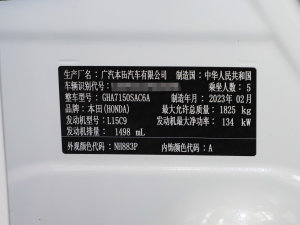 生产厂名：广汽本田汽车有限公司 制造国：中华人民共和国
车辆识别代号： 乘坐人数：5
整车型号：GHA7150SAC6A 制造年月：2023年02月
品牌：本田(HONDA) 最大允许总质量：1825 kg
发动机型号：L15C9 发动机最大净功率：134 kW
发动机排量：1498 mL
外观颜色代码：NH883P 内饰颜色代码：A